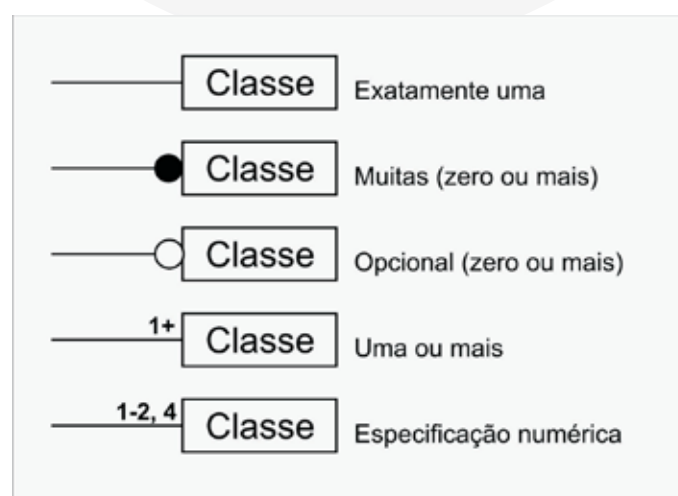 Classe Exatamente uma
Classe Muitas (zero ou mais)
Classe Opcional (zero ou mais)
1+ Classe Uma ou mais
1-2, 4 Classe Especificação numérica